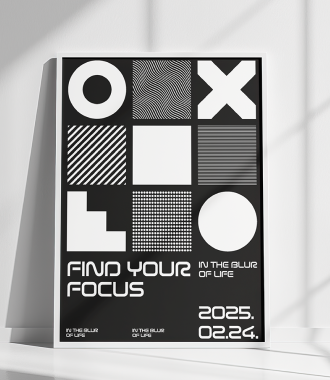 FIND YOUR
FOCUS
IN THE BLUR
OF LIFE
2025.
02.24.
IN THE BLUR
OF LIFE
IN THE BLUR
OF LIFE